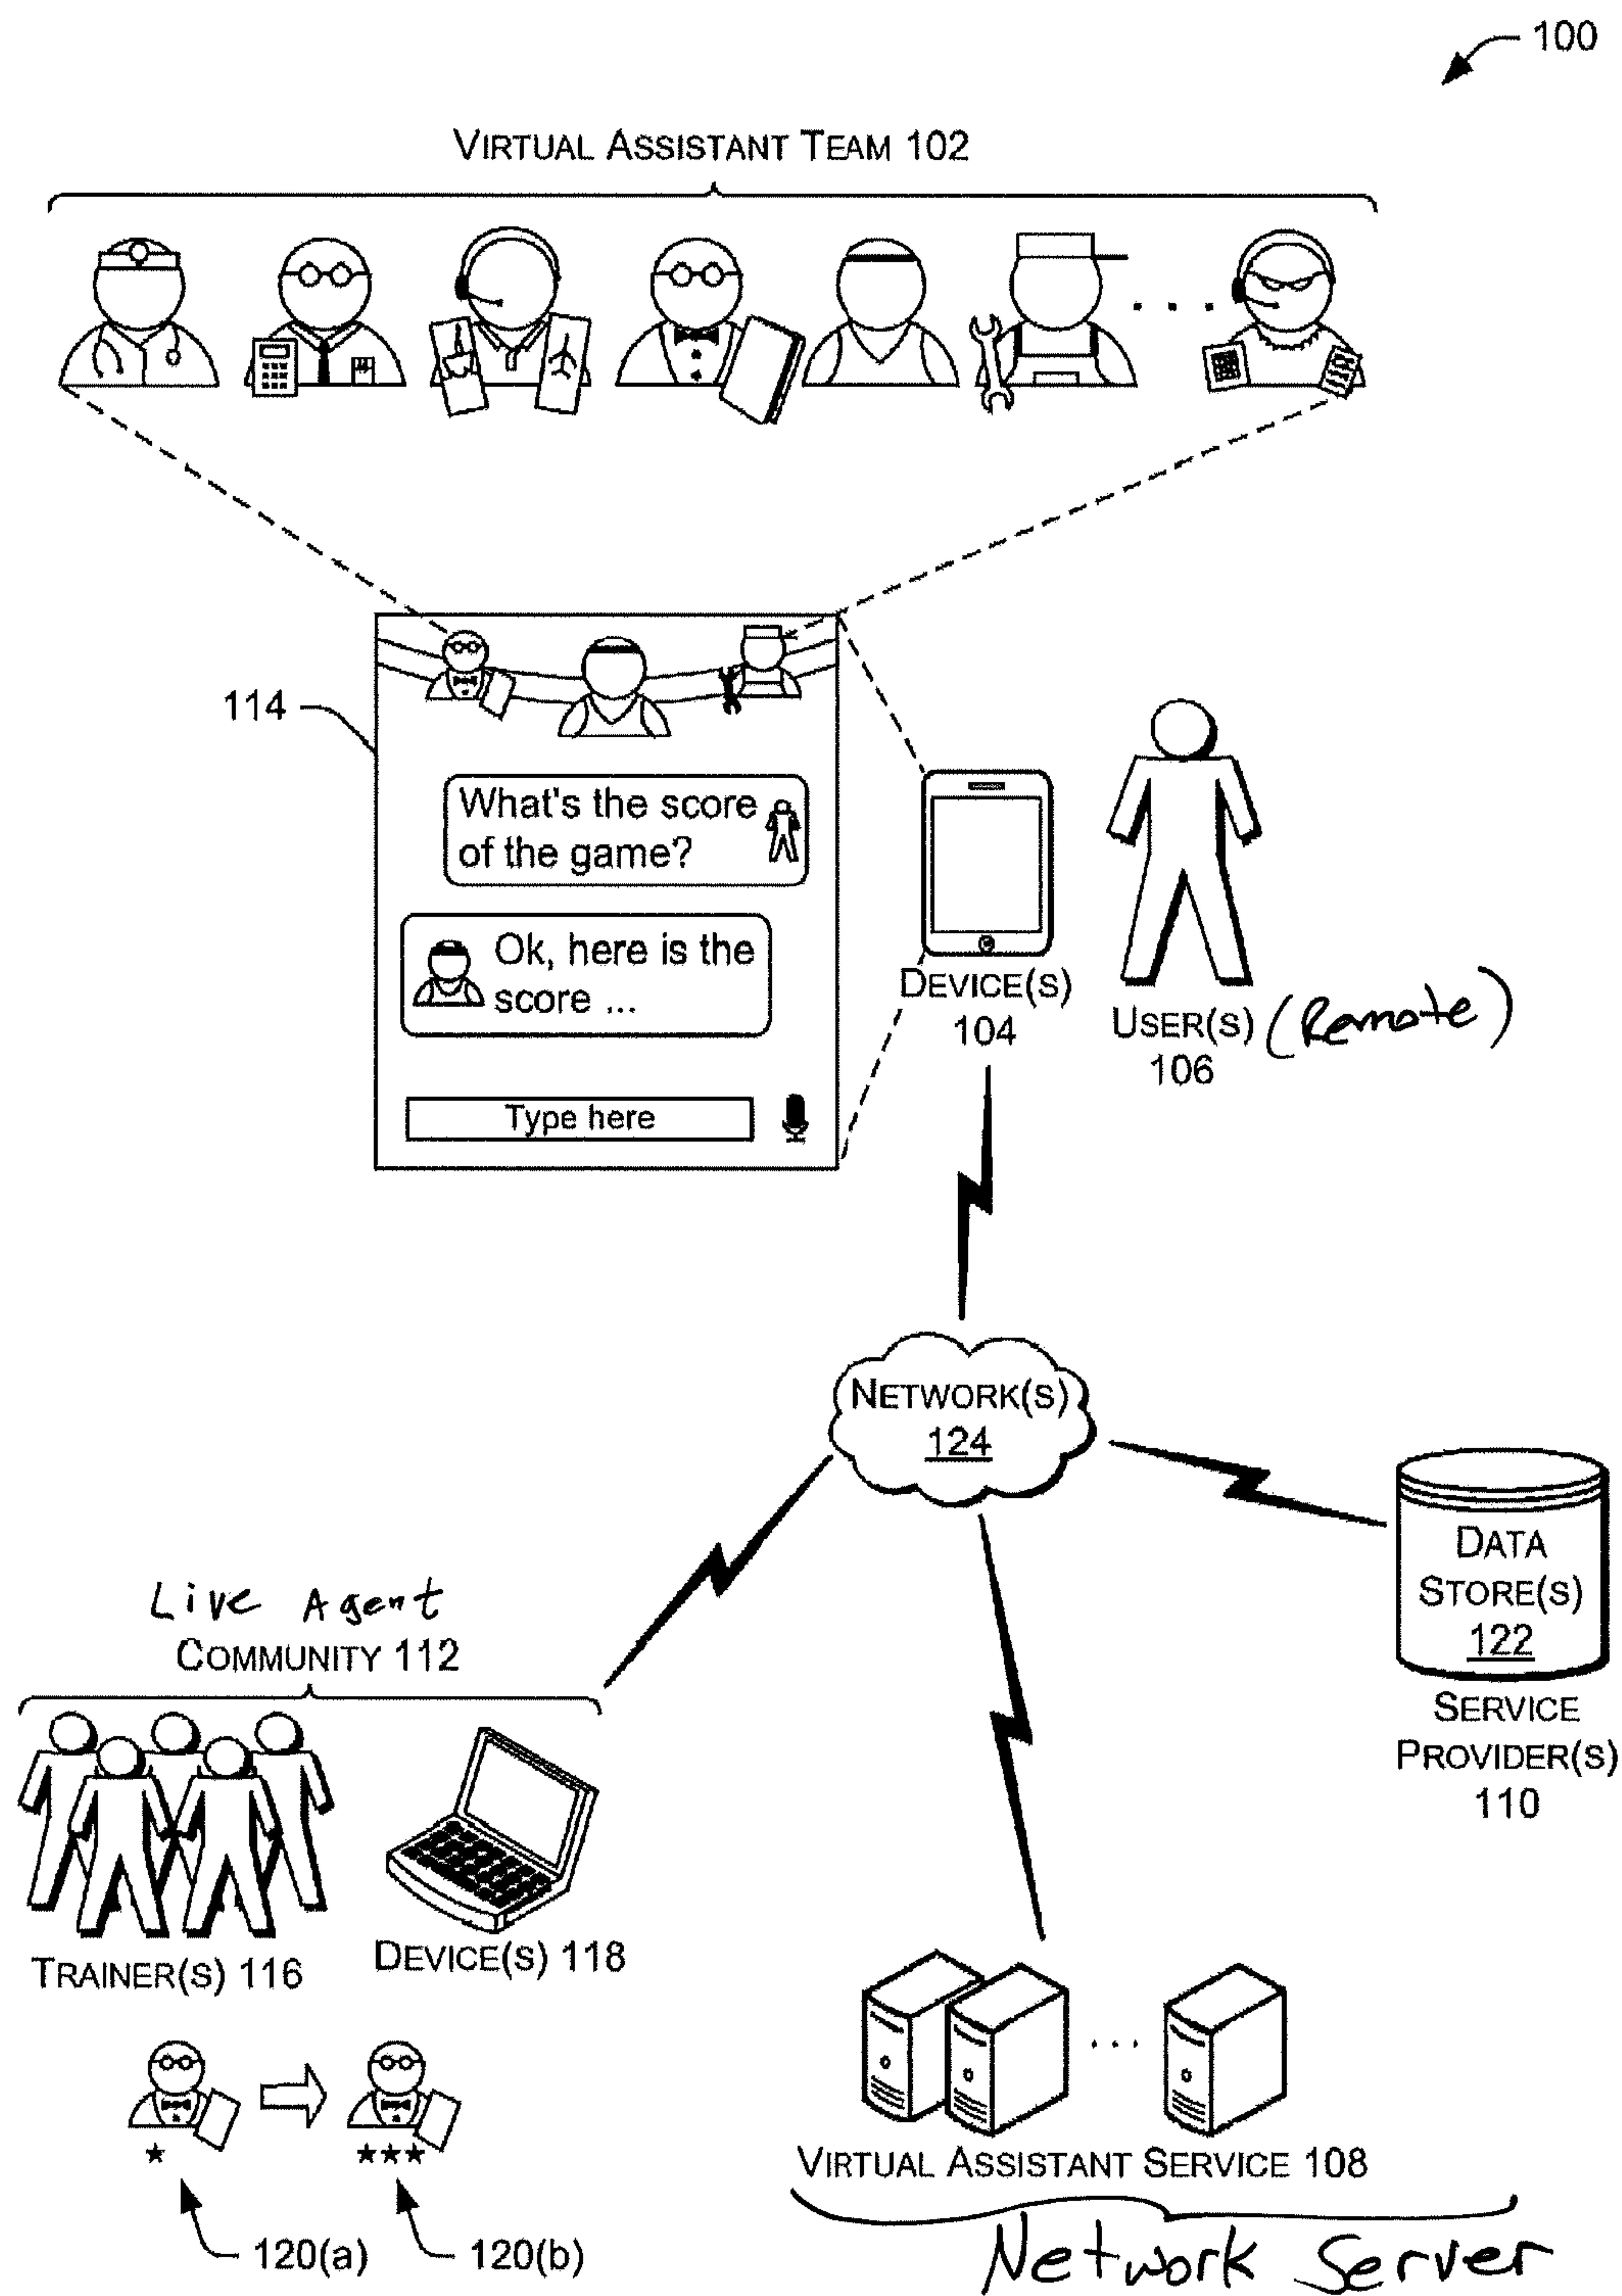 100
VIRTUAL ASSISTANT TEAM 102
114
What's the score
of the game?
Ok, here is the
score ...
Type here
DEVICE(S)
104
USER(S) (Remote)
106
NETWORK(S)
124
DATA
STORE(S)
122
SERVICE
PROVIDER(S)
110
Live Agent
COMMUNITY 112
TRAINER(S) 116
DEVICE(S) 118
120(a)
120(b)
VIRTUAL ASSISTANT SERVICE 108
Network Server